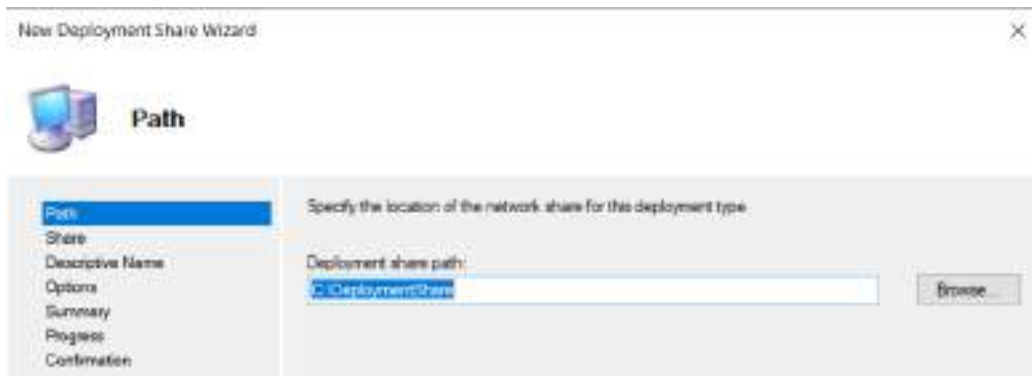 New Deployment Share Wizard
Path
Path
Share
Descriptive Name
Options
Summary
Progress
Confirmation
Specify the location of the network share for this deployment type
Deployment share path:
C:\DeploymentShare
Browse...